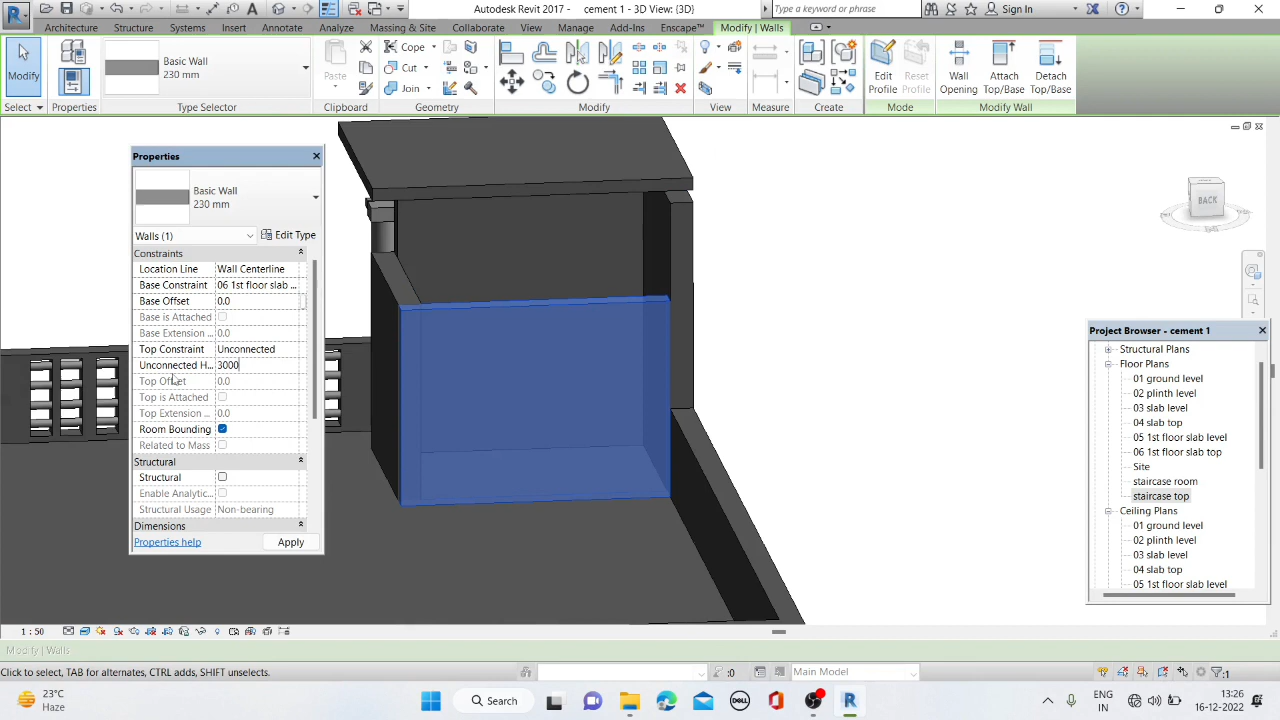 Autodesk Revit 2017 - cement 1 - 3D View: {3D}
Type a keyword or phrase
Sign In
Architecture Structure Systems Insert Annotate Analyze Massing & Site Collaborate View Manage Add-Ins Enscape™ Modify | Walls
Modify
Select
Properties
Basic Wall
230 mm
Type Selector
Paste
Clipboard
Cope
Cut
Join
Geometry
Modify
View
Measure
Create
Edit Profile
Reset Profile
Mode
Wall Opening
Attach Top/Base
Detach Top/Base
Modify Wall
Properties
Basic Wall
230 mm
Walls (1)
Edit Type
Constraints
Location Line Wall Centerline
Base Constraint 06 1st floor slab ...
Base Offset 0.0
Base is Attached
Base Extension ... 0.0
Top Constraint Unconnected
Unconnected H... 3000
Top Offset 0.0
Top is Attached
Top Extension ... 0.0
Room Bounding
Related to Mass
Structural
Structural
Enable Analytic...
Structural Usage Non-bearing
Dimensions
Properties help Apply
BACK
Project Browser - cement 1
Structural Plans
Floor Plans
01 ground level
02 plinth level
03 slab level
04 slab top
05 1st floor slab level
06 1st floor slab top
Site
staircase room
staircase top
Ceiling Plans
01 ground level
02 plinth level
03 slab level
04 slab top
05 1st floor slab level
1 : 50
Modify | Walls
Click to select, TAB for alternates, CTRL adds, SHIFT unselects.
:0
Main Model
:1
23°C
Haze
Search
DELL
ENG
IN
13:26
16-12-2022